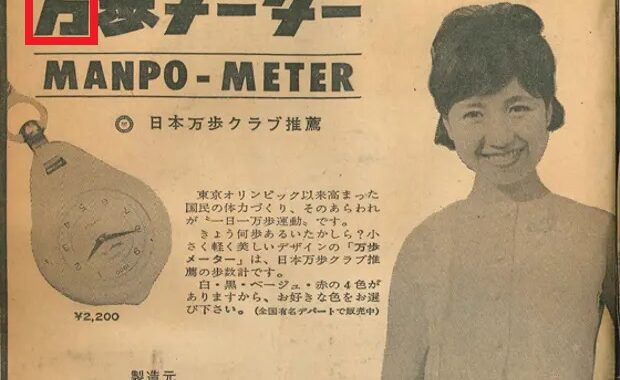 万歩メーター
MANPO-METER
日本万歩クラブ推薦
東京オリンピック以来高まった
国民の体力づくり、そのあらわれ
が〝一日一万歩運動〟です。
きょう何歩あるいたかしら？小
さく軽く美しいデザインの「万歩
メーター」は、日本万歩クラブ推
薦の歩数計です。
白・黒・ベージュ・赤の4色が
ありますから、お好きな色をお選
び下さい。(全国有名デパートで販売中)
¥2,200
製造元